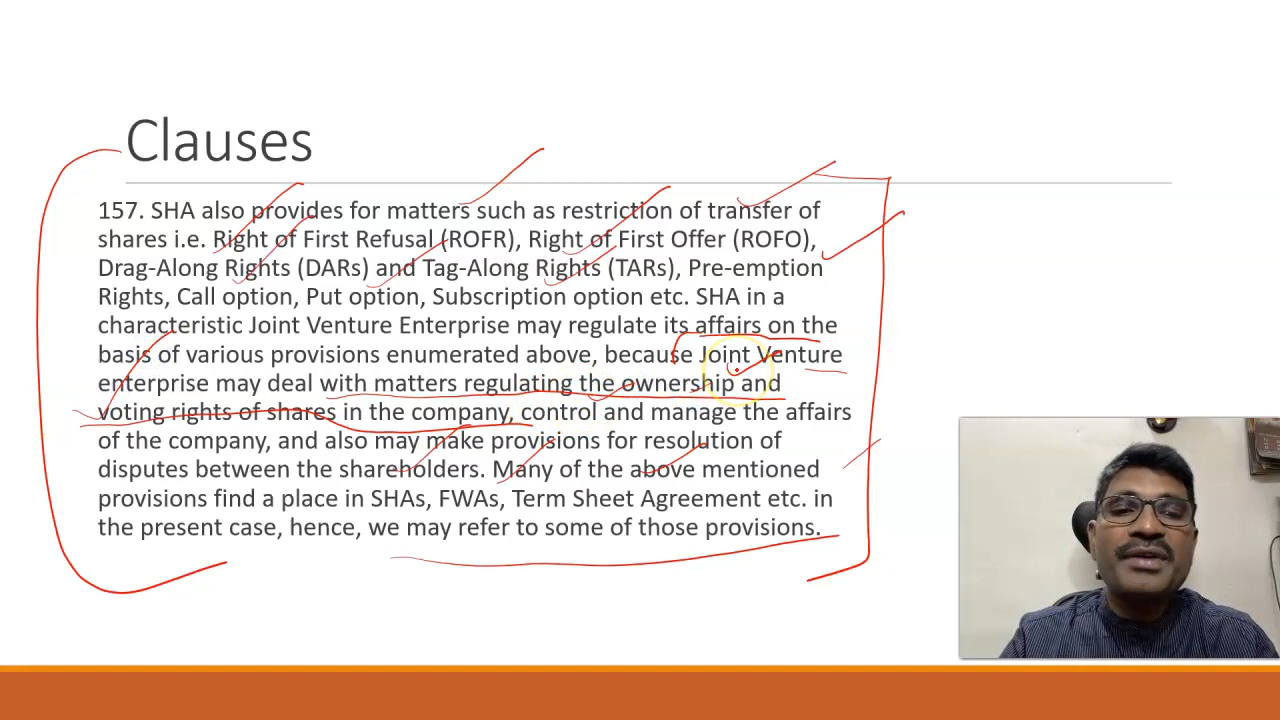 Clauses
157. SHA also provides for matters such as restriction of transfer of
shares i.e. Right of First Refusal (ROFR), Right of First Offer (ROFO),
Drag-Along Rights (DARs) and Tag-Along Rights (TARs), Pre-emption
Rights, Call option, Put option, Subscription option etc. SHA in a
characteristic Joint Venture Enterprise may regulate its affairs on the
basis of various provisions enumerated above, because Joint Venture
enterprise may deal with matters regulating the ownership and
voting rights of shares in the company, control and manage the affairs
of the company, and also may make provisions for resolution of
disputes between the shareholders. Many of the above mentioned
provisions find a place in SHAs, FWAs, Term Sheet Agreement etc. in
the present case, hence, we may refer to some of those provisions.